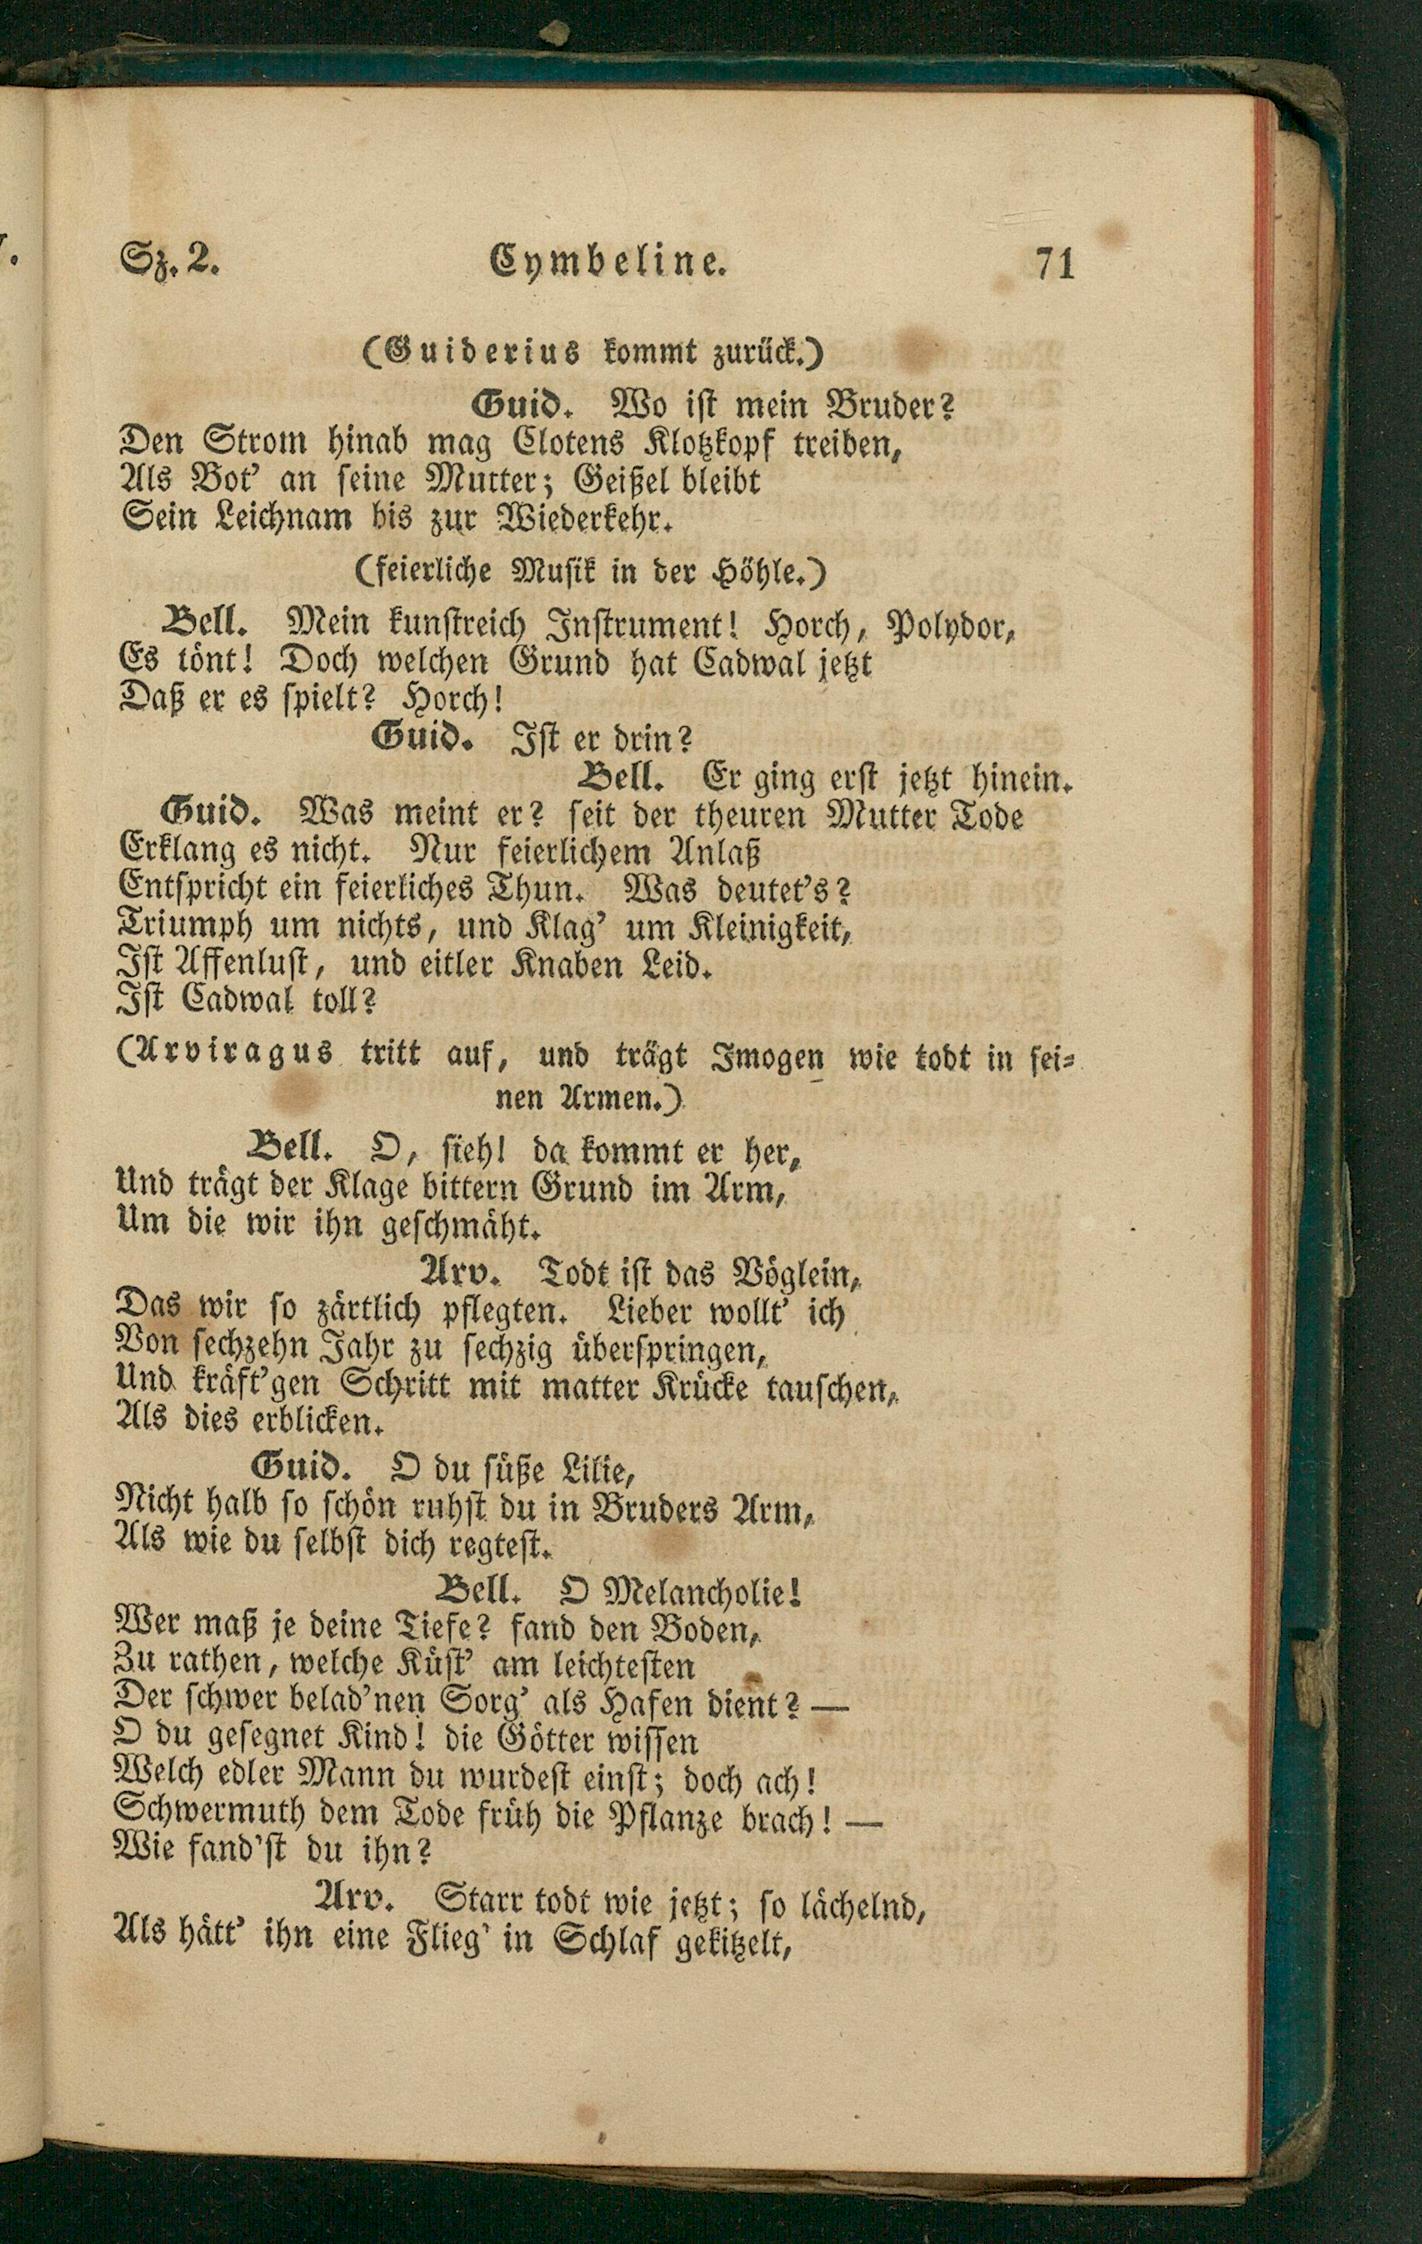 Sz. 2. Cymbeline. 71
(Guiderius kommt zurück.)
Guid. Wo ist mein Bruder?
Den Strom hinab mag Clotens Klotzkopf treiben,
Als Bot' an seine Mutter; Geißel bleibt
Sein Leichnam bis zur Wiederkehr.
(feierliche Musik in der Höhle.)
Bell. Mein kunstreich Instrument! Horch, Polydor,
Es tönt! Doch welchen Grund hat Cadwal jetzt
Daß er es spielt? Horch!
Guid. Ist er drin?
Bell. Er ging erst jetzt hinein.
Guid. Was meint er? seit der theuren Mutter Tode
Erklang es nicht. Nur feierlichem Anlaß
Entspricht ein feierliches Thun. Was deutet's?
Triumph um nichts, und Klag' um Kleinigkeit,
Ist Affenlust, und eitler Knaben Leid.
Ist Cadwal toll?
(Arviragus tritt auf, und trägt Imogen wie todt in sei-
nen Armen.)
Bell. O, sieh! da kommt er her,
Und trägt der Klage bittern Grund im Arm,
Um die wir ihn geschmäht.
Arv. Todt ist das Vöglein,
Das wir so zärtlich pflegten. Lieber wollt' ich
Von sechzehn Jahr zu sechzig überspringen,
Und kräft'gen Schritt mit matter Krücke tauschen,
Als dies erblicken.
Guid. O du süße Lilie,
Nicht halb so schön ruhst du in Bruders Arm,
Als wie du selbst dich regtest.
Bell. O Melancholie!
Wer maß je deine Tiefe? fand den Boden,
Zu rathen, welche Küst' am leichtesten
Der schwer belad'nen Sorg' als Hafen dient? —
O du gesegnet Kind! die Götter wissen
Welch edler Mann du wurdest einst; doch ach!
Schwermuth dem Tode früh die Pflanze brach! —
Wie fand'st du ihn?
Arv. Starr todt wie jetzt; so lächelnd,
Als hätt' ihn eine Flieg' in Schlaf gekitzelt,